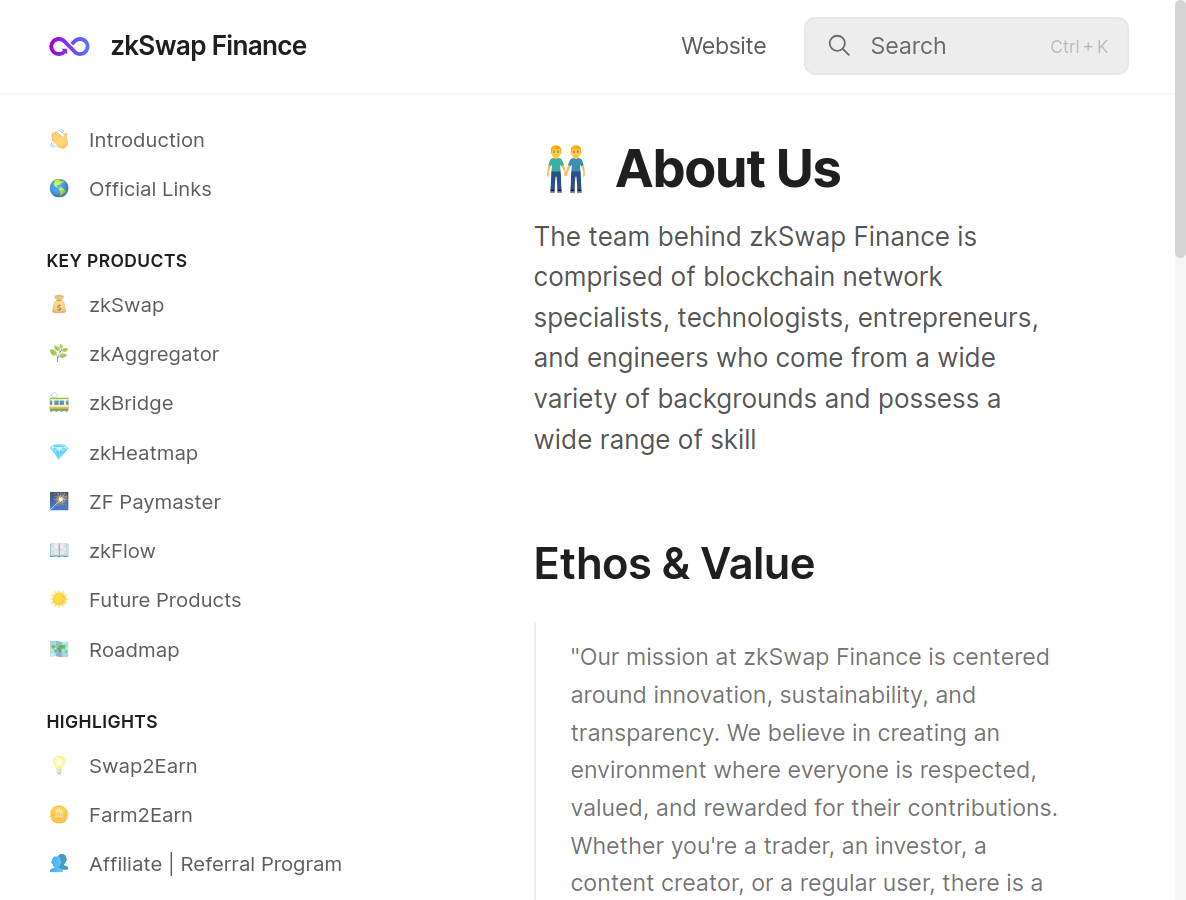 zkSwap Finance
Website
Search
Ctrl + K
Introduction
Official Links
KEY PRODUCTS
zkSwap
zkAggregator
zkBridge
zkHeatmap
ZF Paymaster
zkFlow
Future Products
Roadmap
HIGHLIGHTS
Swap2Earn
Farm2Earn
Affiliate | Referral Program
About Us
The team behind zkSwap Finance is
comprised of blockchain network
specialists, technologists, entrepreneurs,
and engineers who come from a wide
variety of backgrounds and possess a
wide range of skill
Ethos & Value
"Our mission at zkSwap Finance is centered
around innovation, sustainability, and
transparency. We believe in creating an
environment where everyone is respected,
valued, and rewarded for their contributions.
Whether you're a trader, an investor, a
content creator, or a regular user, there is a